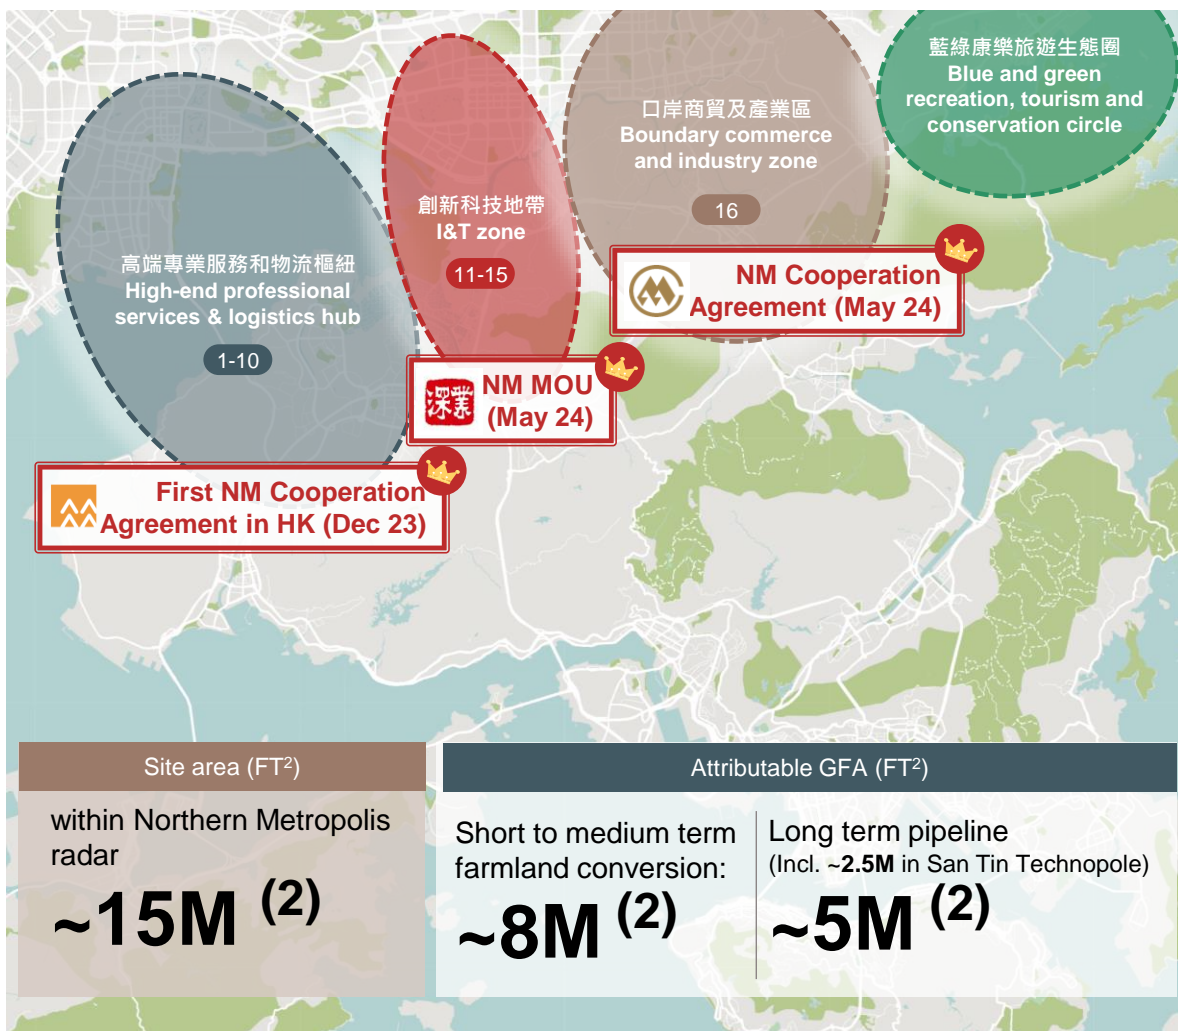 藍綠康樂旅遊生態圈
Blue and green
recreation, tourism and
conservation circle
口岸商貿及產業區
Boundary commerce
and industry zone
16
創新科技地帶
I&T zone
11-15
高端專業服務和物流樞紐
High-end professional
services & logistics hub
1-10
NM Cooperation
Agreement (May 24)
深業
NM MOU
(May 24)
First NM Cooperation
Agreement in HK (Dec 23)
Site area (FT²)
within Northern Metropolis
radar
~15M (2)
Attributable GFA (FT²)
Short to medium term
farmland conversion:
~8M (2)
Long term pipeline
(Incl. ~2.5M in San Tin Technopole)
~5M (2)